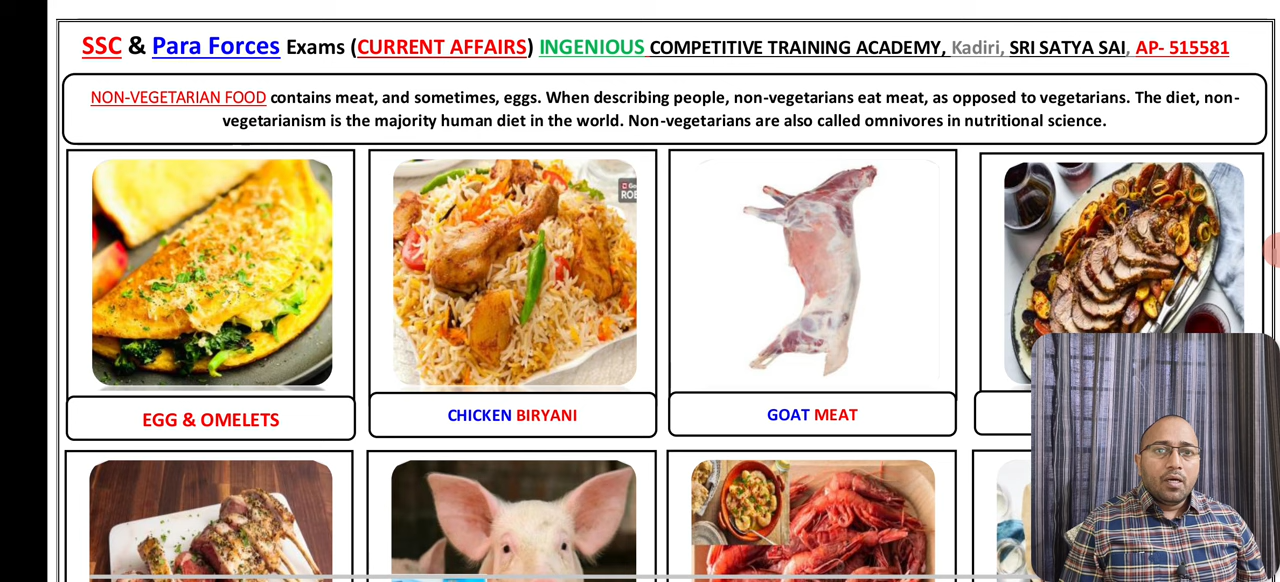 SSC & Para Forces Exams (CURRENT AFFAIRS) INGENIOUS COMPETITIVE TRAINING ACADEMY, Kadiri, SRI SATYA SAI, AP- 515581
NON-VEGETARIAN FOOD contains meat, and sometimes, eggs. When describing people, non-vegetarians eat meat, as opposed to vegetarians. The diet, non-
vegetarianism is the majority human diet in the world. Non-vegetarians are also called omnivores in nutritional science.
EGG & OMELETS
CHICKEN BIRYANI
GOAT MEAT